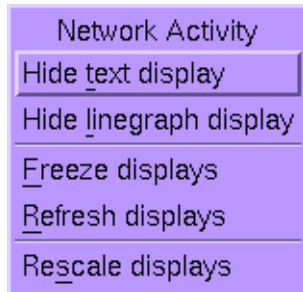 Network Activity
Hide text display
Hide linegraph display
Freeze displays
Refresh displays
Rescale displays